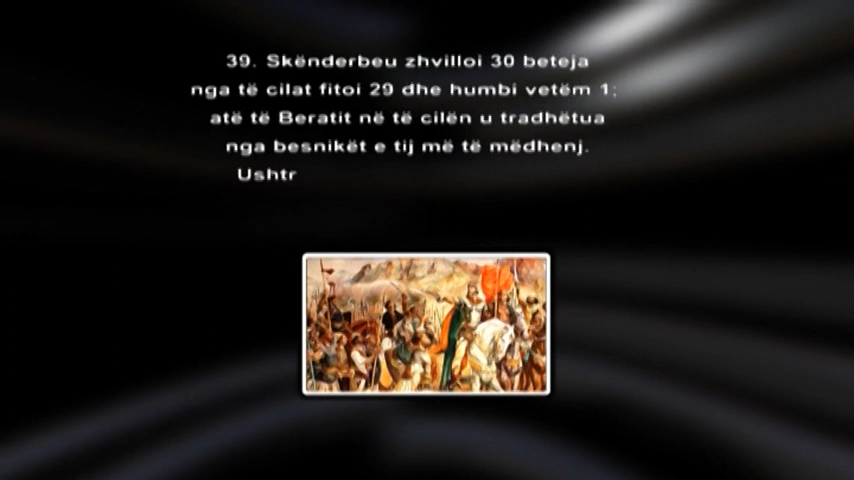 39. Skënderbeu zhvilloi 30 beteja
nga të cilat fitoi 29 dhe humbi vetëm 1;
atë të Beratit në të cilën u tradhëtua
nga besnikët e tij më të mëdhenj.
Ushtr